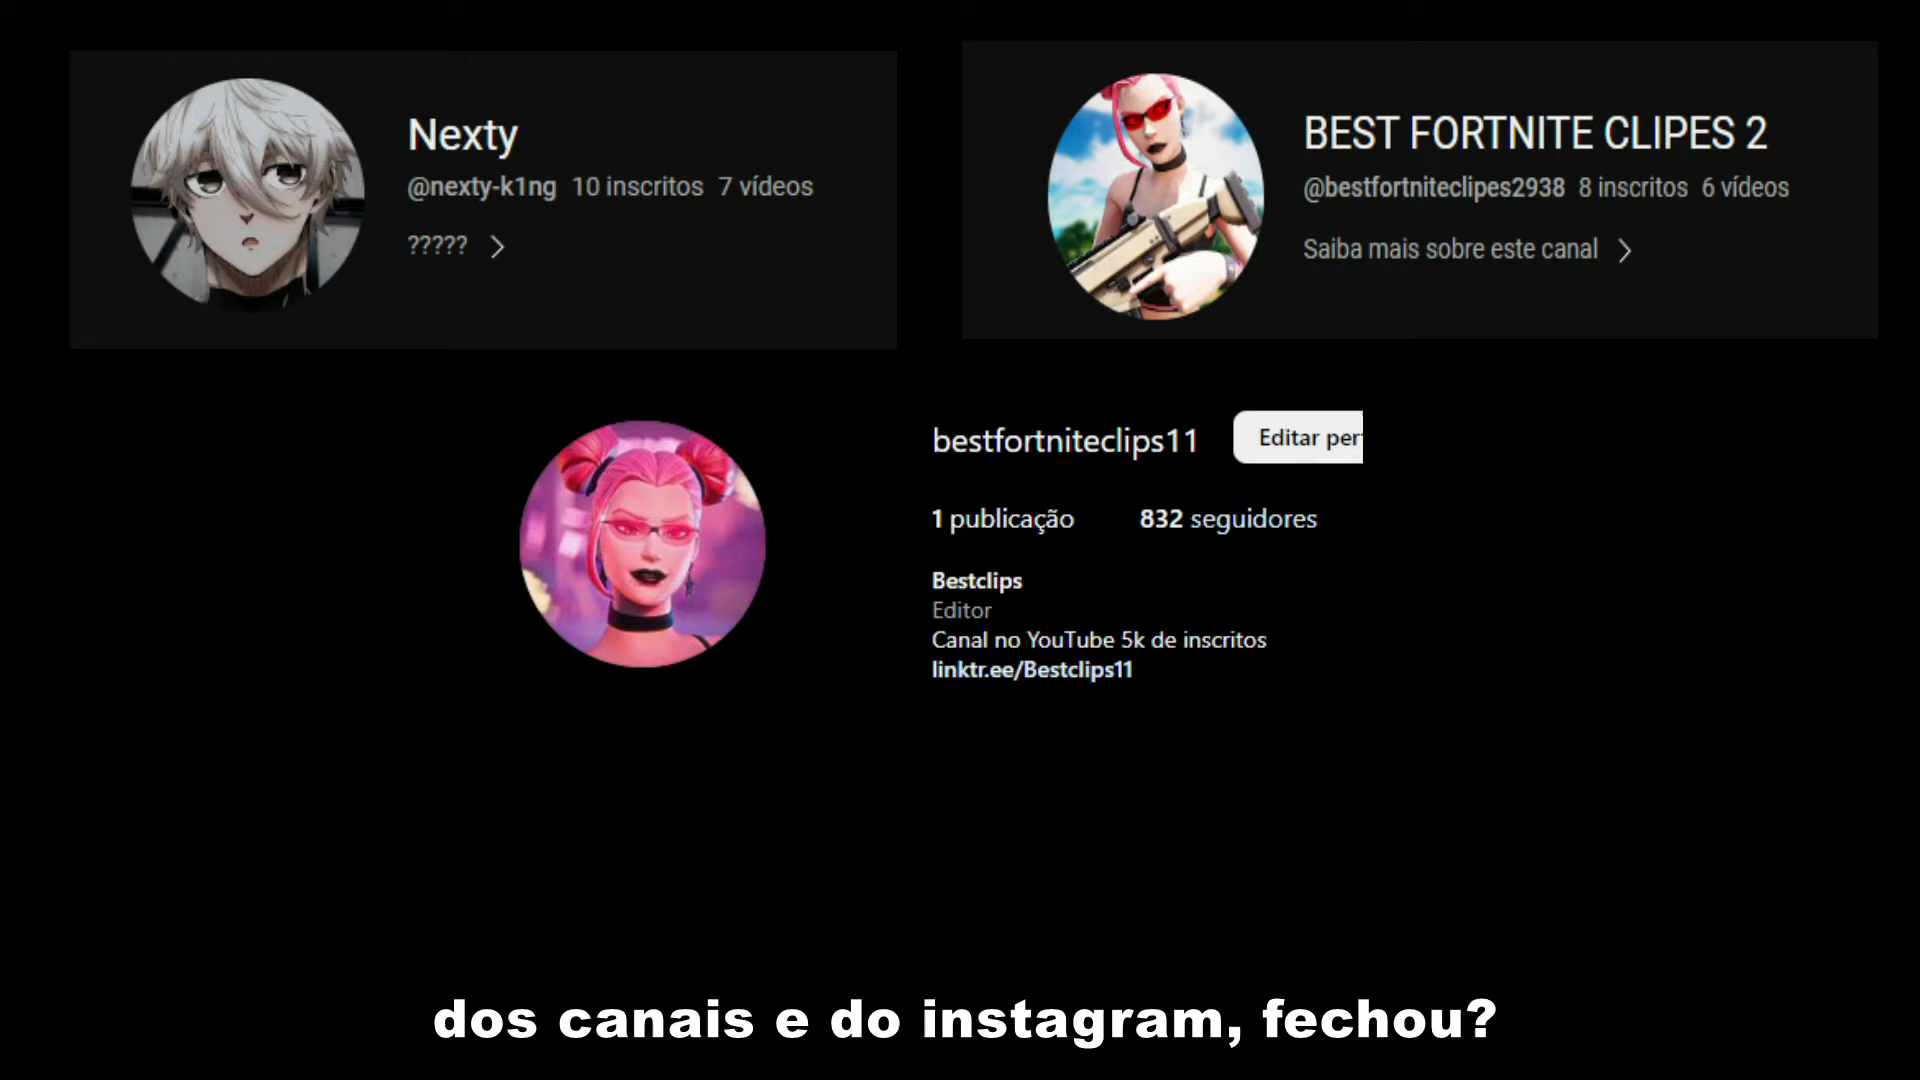 Nexty
@nexty-k1ng 10 inscritos 7 vídeos
?????
BEST FORTNITE CLIPES 2
@bestfortniteclipes2938 8 inscritos 6 vídeos
Saiba mais sobre este canal
bestfortniteclips11 Editar per
1 publicação 832 seguidores
Bestclips
Editor
Canal no YouTube 5k de inscritos
linktr.ee/Bestclips11
dos canais e do instagram, fechou?